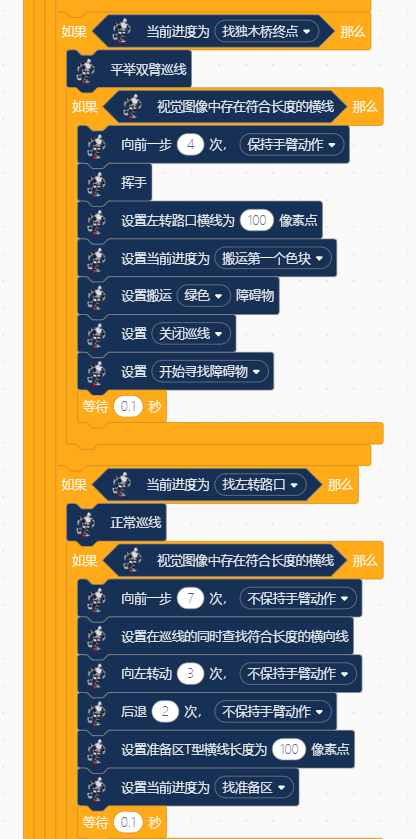 如果 当前进度为 找独木桥终点 那么
平举双臂巡线
如果 视觉图像中存在符合长度的横线 那么
向前一步 4 次， 保持手臂动作
挥手
设置左转路口横线为 100 像素点
设置当前进度为 搬运第一个色块
设置搬运 绿色 障碍物
设置 关闭巡线
设置 开始寻找障碍物
等待 0.1 秒
如果 当前进度为 找左转路口 那么
正常巡线
如果 视觉图像中存在符合长度的横线 那么
向前一步 7 次， 不保持手臂动作
设置在巡线的同时查找符合长度的横向线
向左转动 3 次， 不保持手臂动作
后退 2 次， 不保持手臂动作
设置准备区T型横线长度为 100 像素点
设置当前进度为 找准备区
等待 0.1 秒